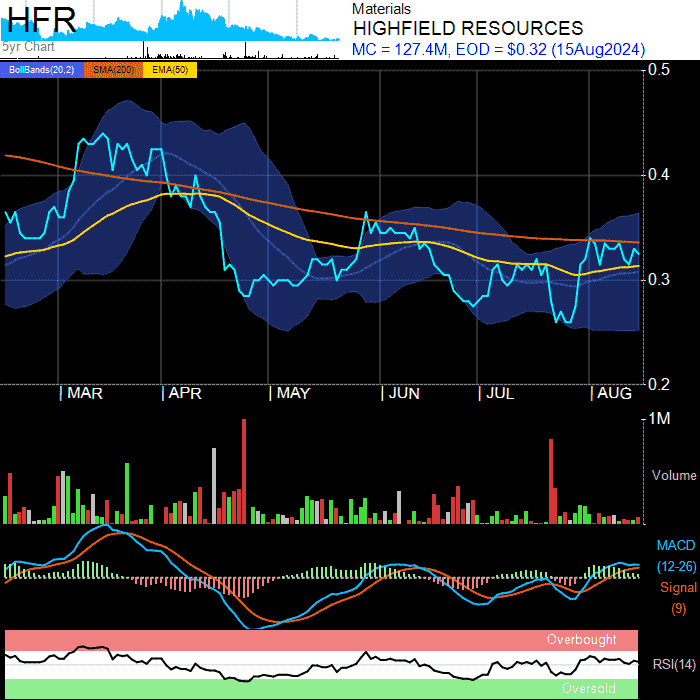 HFR
5yr Chart
Materials
HIGHFIELD RESOURCES
MC = 127.4M, EOD = $0.32 (15Aug2024)
BollBands(20,2) SMA(200) EMA(50)
0.5
0.4
0.3
0.2
MAR APR MAY JUN JUL AUG
1M
Volume
MACD
(12-26)
Signal
(9)
Overbought
RSI(14)
Oversold